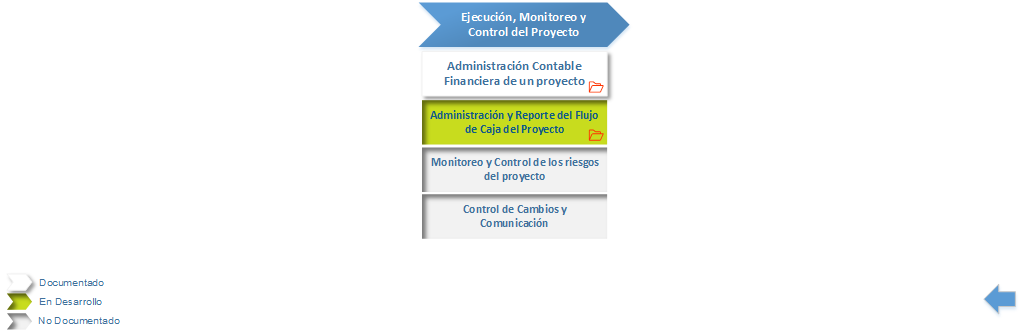 Ejecución, Monitoreo y
Control del Proyecto
Administración Contable
Financiera de un proyecto
Administración y Reporte del Flujo
de Caja del Proyecto
Monitoreo y Control de los riesgos
del proyecto
Control de Cambios y
Comunicación
Documentado
En Desarrollo
No Documentado